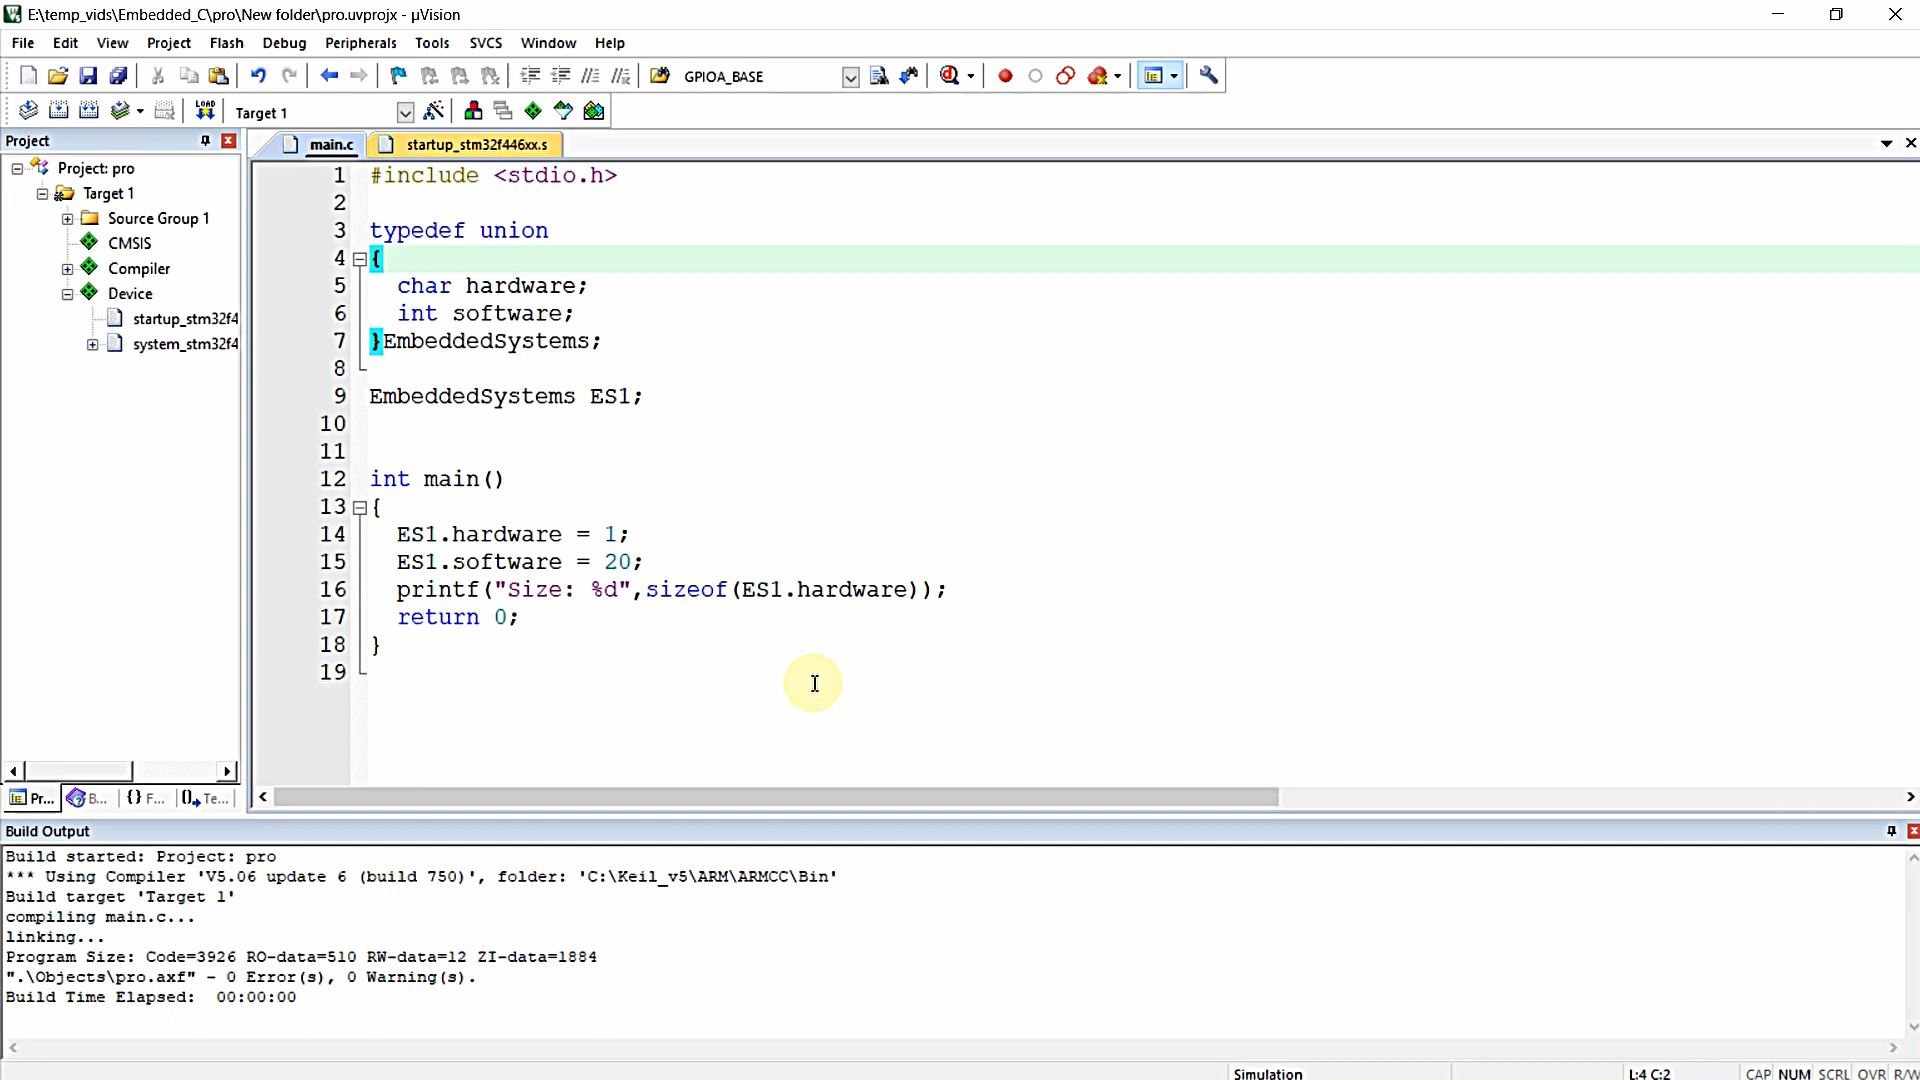 E:\temp_vids\Embedded_C\pro\New folder\pro.uvprojx - µVision
File Edit View Project Flash Debug Peripherals Tools SVCS Window Help
GPIOA_BASE
LOAD Target 1
Project
main.c startup_stm32f446xx.s
Project: pro
Target 1
Source Group 1
CMSIS
Compiler
Device
startup_stm32f4
system_stm32f4
1 #include <stdio.h>
2
3 typedef union
4 {
5 char hardware;
6 int software;
7 }EmbeddedSystems;
8
9 EmbeddedSystems ES1;
10
11
12 int main()
13 {
14 ES1.hardware = 1;
15 ES1.software = 20;
16 printf("Size: %d",sizeof(ES1.hardware));
17 return 0;
18 }
19
Pr... B... {} F... Te...
Build Output
Build started: Project: pro
*** Using Compiler 'V5.06 update 6 (build 750)', folder: 'C:\Keil_v5\ARM\ARMCC\Bin'
Build target 'Target 1'
compiling main.c...
linking...
Program Size: Code=3926 RO-data=510 RW-data=12 ZI-data=1884
".\Objects\pro.axf" - 0 Error(s), 0 Warning(s).
Build Time Elapsed: 00:00:00
Simulation L:4 C:2 CAP NUM SCRL OVR R/W